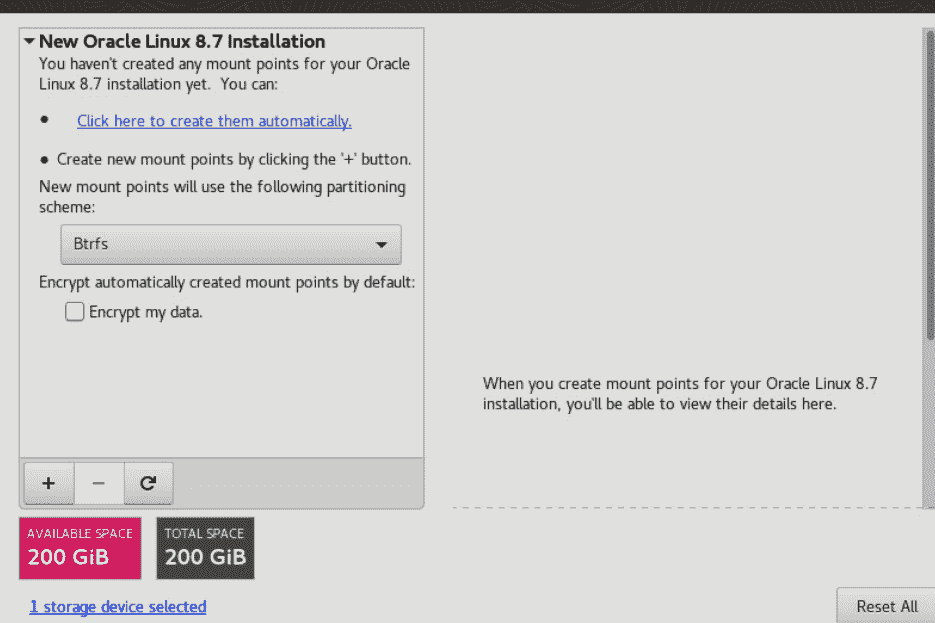 New Oracle Linux 8.7 Installation
You haven't created any mount points for your Oracle
Linux 8.7 installation yet.  You can:
• Click here to create them automatically.
• Create new mount points by clicking the '+' button.
New mount points will use the following partitioning
scheme:
Btrfs
Encrypt automatically created mount points by default:
Encrypt my data.
When you create mount points for your Oracle Linux 8.7
installation, you'll be able to view their details here.
+ −
AVAILABLE SPACE
200 GiB
TOTAL SPACE
200 GiB
1 storage device selected
Reset All